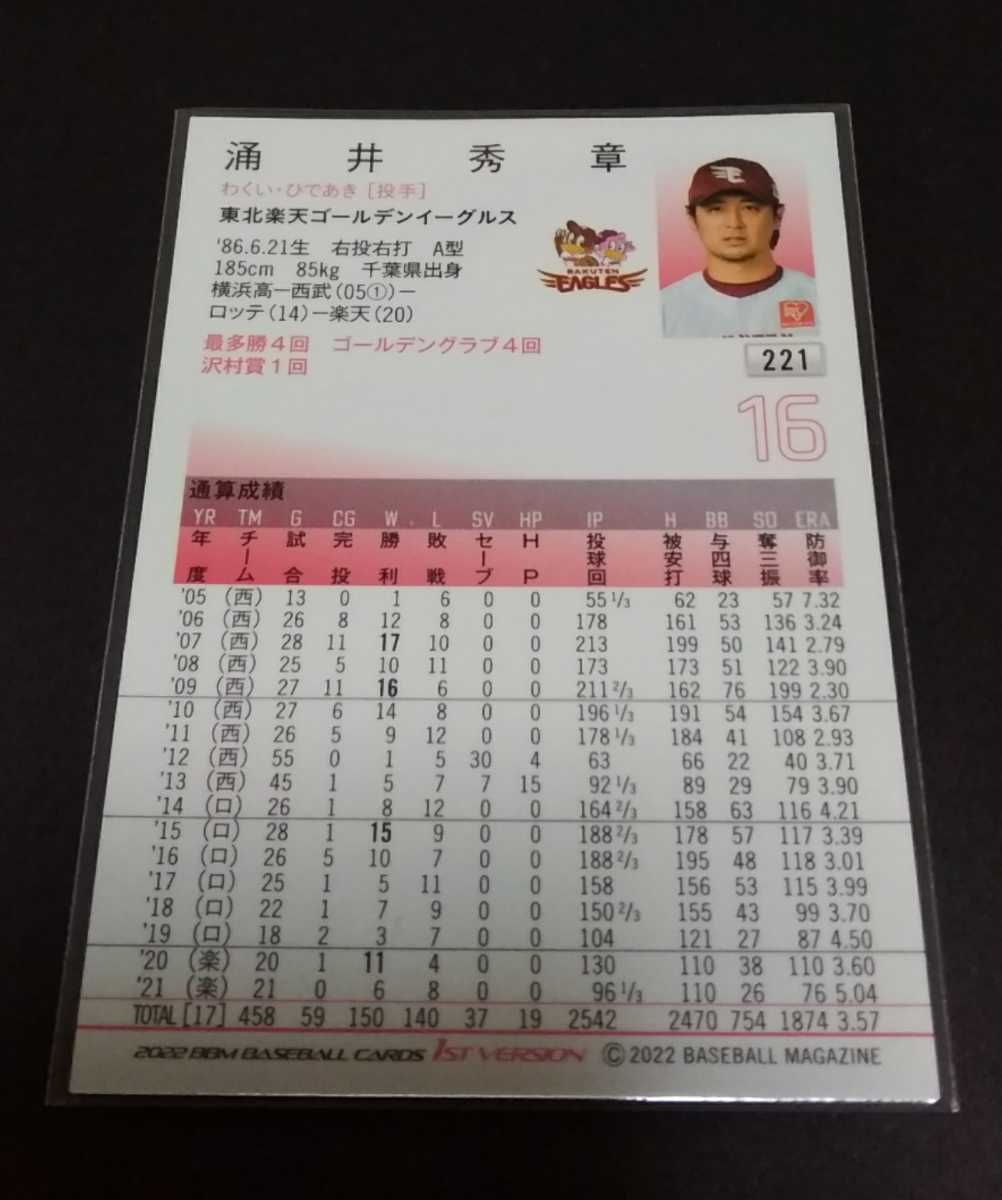 涌井秀章
わくい・ひであき［投手］
東北楽天ゴールデンイーグルス
'86.6.21生 右投右打 A型
185cm 85kg 千葉県出身
横浜高－西武(05①)－
ロッテ(14)－楽天(20)
最多勝4回 ゴールデングラブ4回
沢村賞1回
RAKUTEN
EAGLES
221
16
通算成績
YR TM G CG W L SV HP IP H BB SO ERA
年度 チーム 試合 完投 勝利 敗戦 セーブ HP 投球回 被安打 与四球 奪三振 防御率
'05 (西) 13 0 1 6 0 0 55 1/3 62 23 57 7.32
'06 (西) 26 8 12 8 0 0 178 161 53 136 3.24
'07 (西) 28 11 17 10 0 0 213 199 50 141 2.79
'08 (西) 25 5 10 11 0 0 173 173 51 122 3.90
'09 (西) 27 11 16 6 0 0 211 2/3 162 76 199 2.30
'10 (西) 27 6 14 8 0 0 196 1/3 191 54 154 3.67
'11 (西) 26 5 9 12 0 0 178 1/3 184 41 108 2.93
'12 (西) 55 0 1 5 30 4 63 66 22 40 3.71
'13 (西) 45 1 5 7 7 15 92 1/3 89 29 79 3.90
'14 (ロ) 26 1 8 12 0 0 164 2/3 158 63 116 4.21
'15 (ロ) 28 1 15 9 0 0 188 2/3 178 57 117 3.39
'16 (ロ) 26 5 10 7 0 0 188 2/3 195 48 118 3.01
'17 (ロ) 25 1 5 11 0 0 158 156 53 115 3.99
'18 (ロ) 22 1 7 9 0 0 150 2/3 155 43 99 3.70
'19 (ロ) 18 2 3 7 0 0 104 121 27 87 4.50
'20 (楽) 20 1 11 4 0 0 130 110 38 110 3.60
'21 (楽) 21 0 6 8 0 0 96 1/3 110 26 76 5.04
TOTAL [17] 458 59 150 140 37 19 2542 2470 754 1874 3.57
2022 BBM BASEBALL CARDS 1ST VERSION © 2022 BASEBALL MAGAZINE